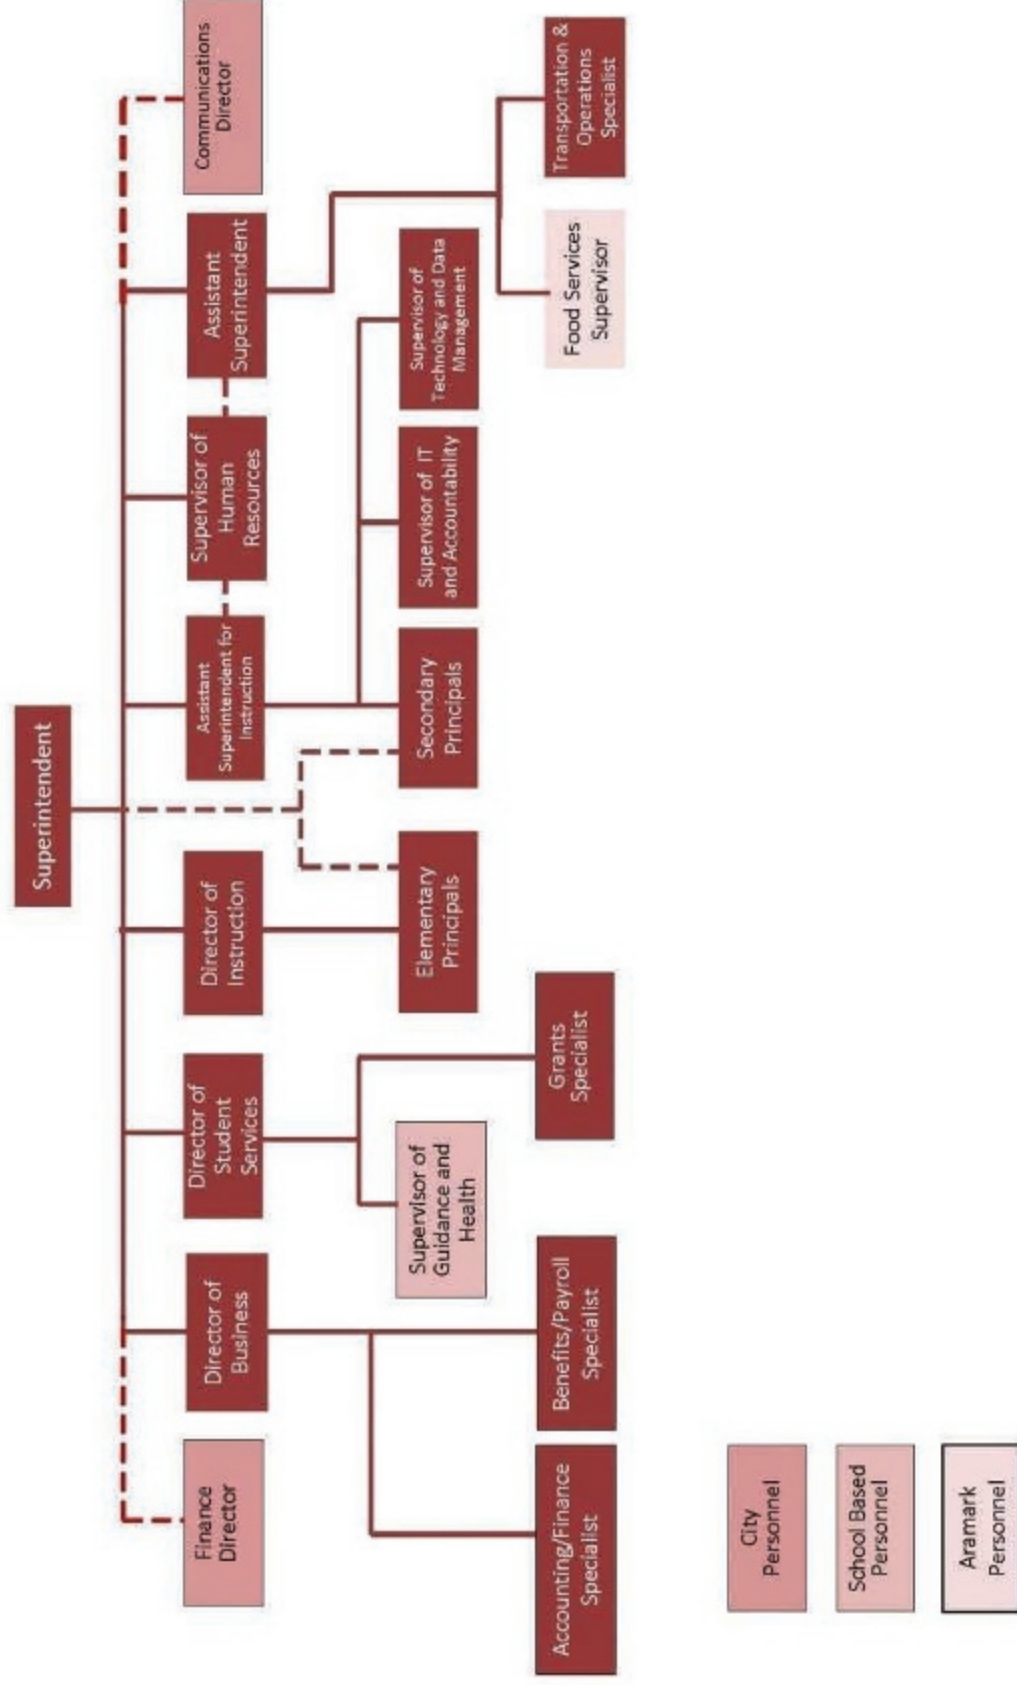 Superintendent
Finance
Director
Director of
Business
Director of
Student
Services
Director of
Instruction
Assistant
Superintendent for
Instruction
Supervisor of
Human
Resources
Assistant
Superintendent
Communications
Director
Supervisor of
Guidance and
Health
Elementary
Principals
Secondary
Principals
Supervisor of IT
and Accountability
Supervisor of
Technology and Data
Management
Accounting/Finance
Specialist
Benefits/Payroll
Specialist
Grants
Specialist
Food Services
Supervisor
Transportation &
Operations
Specialist
City
Personnel
School Based
Personnel
Aramark
Personnel